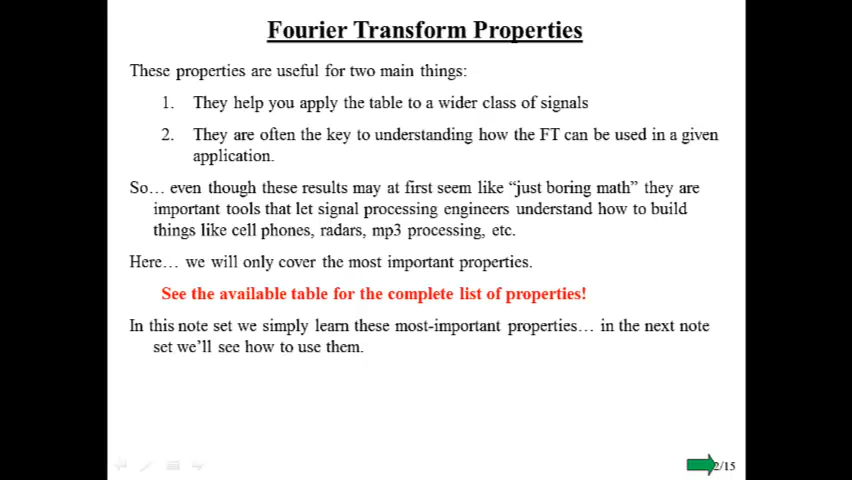 Fourier Transform Properties
These properties are useful for two main things:
1. They help you apply the table to a wider class of signals
2. They are often the key to understanding how the FT can be used in a given
application.
So… even though these results may at first seem like “just boring math” they are
important tools that let signal processing engineers understand how to build
things like cell phones, radars, mp3 processing, etc.
Here… we will only cover the most important properties.
See the available table for the complete list of properties!
In this note set we simply learn these most-important properties… in the next note
set we’ll see how to use them.
2/15